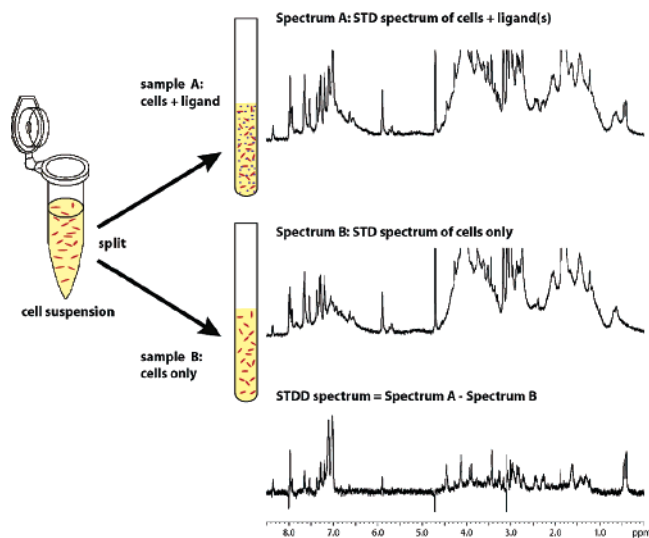 Spectrum A: STD spectrum of cells + ligand(s)
sample A:
cells + ligand
split
cell suspension
Spectrum B: STD spectrum of cells only
sample B:
cells only
STDD spectrum = Spectrum A - Spectrum B
8.0 7.0 6.0 5.0 4.0 3.0 2.0 1.0 ppm